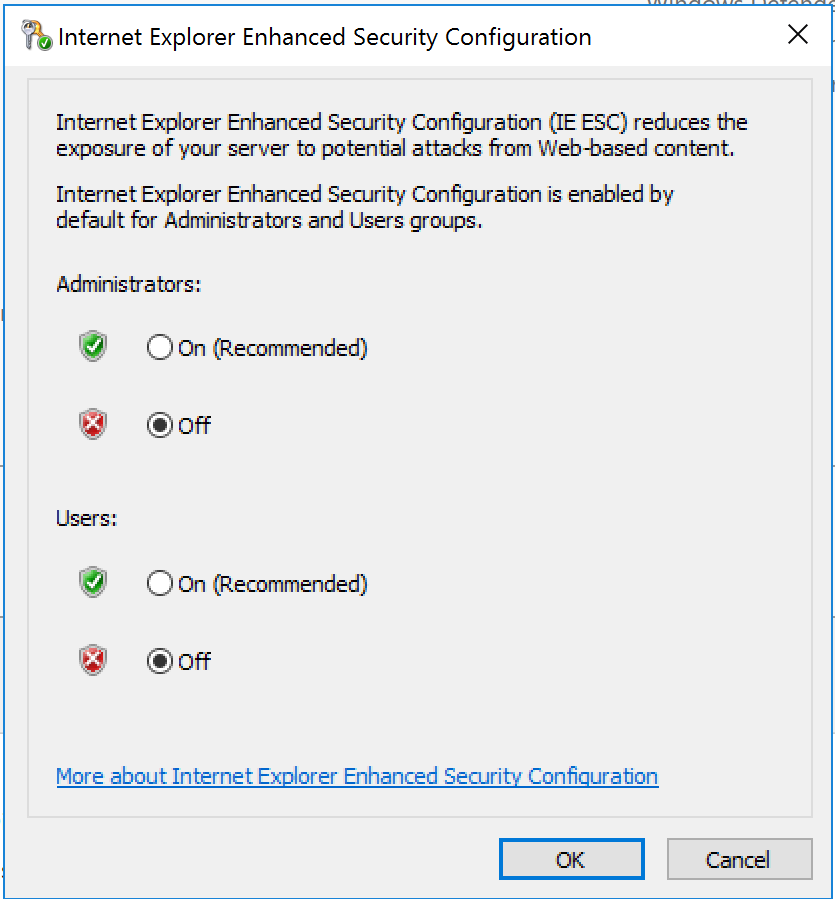 Internet Explorer Enhanced Security Configuration
Internet Explorer Enhanced Security Configuration (IE ESC) reduces the
exposure of your server to potential attacks from Web-based content.
Internet Explorer Enhanced Security Configuration is enabled by
default for Administrators and Users groups.
Administrators:
On (Recommended)
Off
Users:
On (Recommended)
Off
More about Internet Explorer Enhanced Security Configuration
OK
Cancel